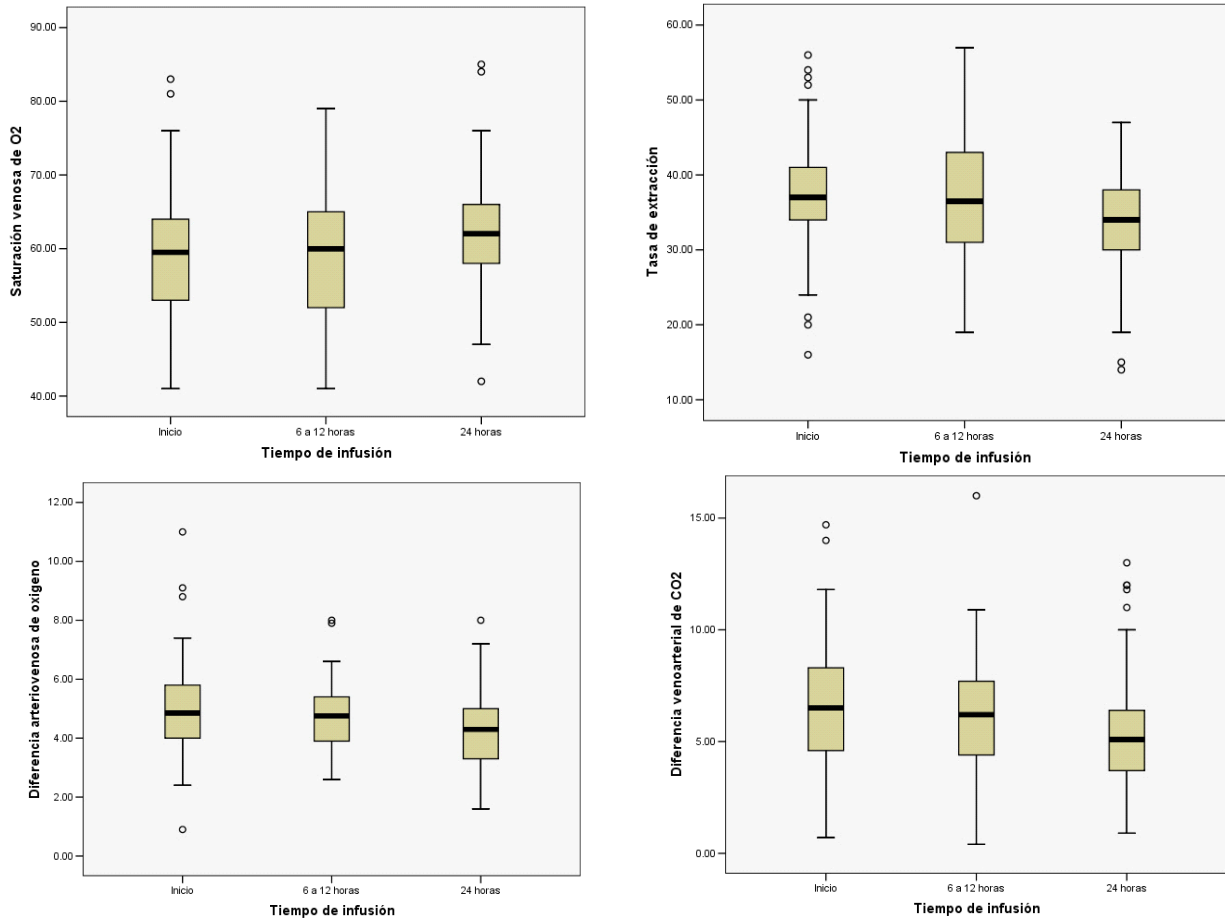 Saturación venosa de O2
90.00
80.00
70.00
60.00
50.00
40.00
Inicio
6 a 12 horas
24 horas
Tiempo de infusión
Tasa de extracción
60.00
50.00
40.00
30.00
20.00
10.00
Inicio
6 a 12 horas
24 horas
Tiempo de infusión
Diferencia arteriovenosa de oxigeno
12.00
10.00
8.00
6.00
4.00
2.00
0.00
Inicio
6 a 12 horas
24 horas
Tiempo de infusión
Diferencia venoarterial de CO2
15.00
10.00
5.00
0.00
Inicio
6 a 12 horas
24 horas
Tiempo de infusión